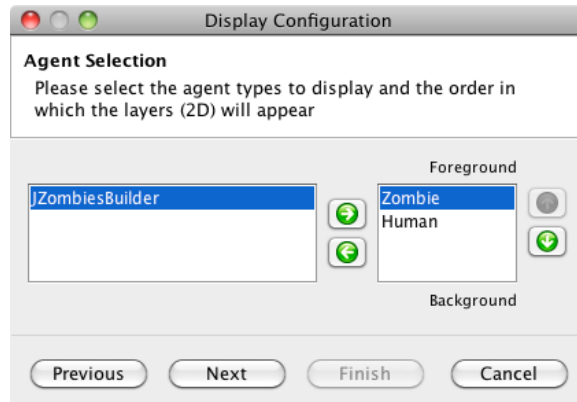 Display Configuration
Agent Selection
Please select the agent types to display and the order in
which the layers (2D) will appear
Foreground
JZombiesBuilder
Zombie
Human
Background
Previous
Next
Finish
Cancel